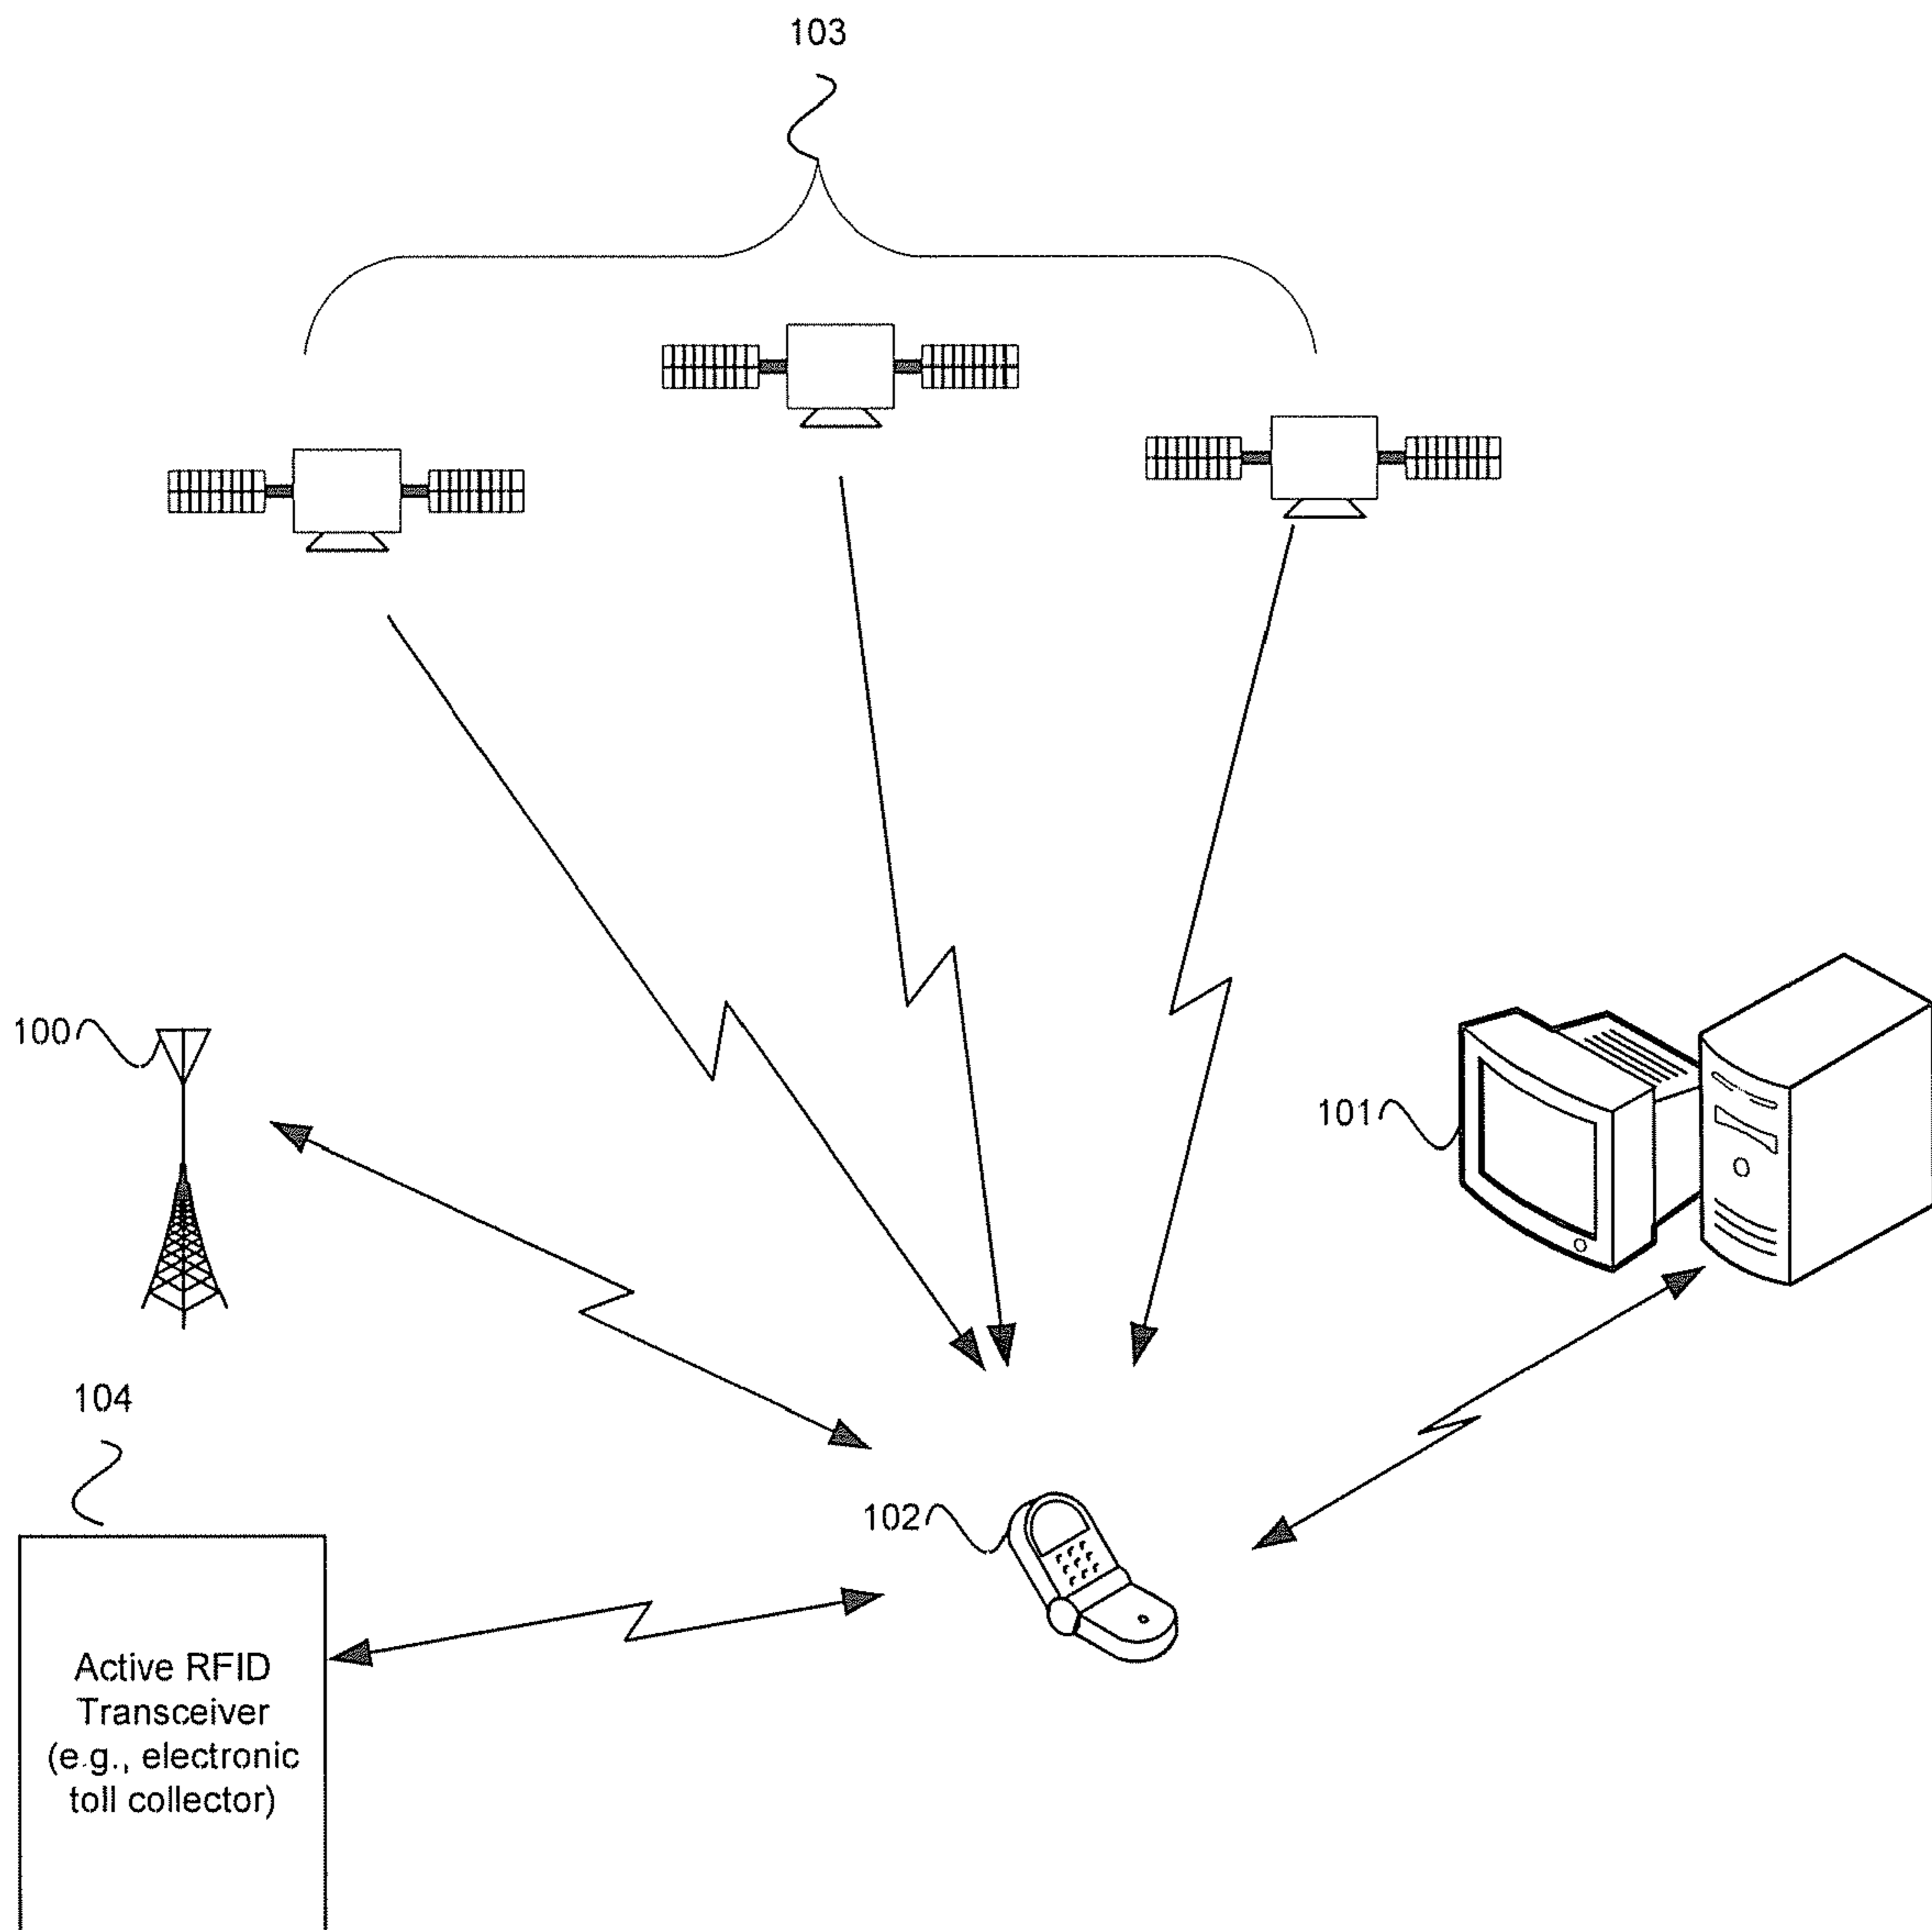 103
100
101
104
102
Active RFID
Transceiver
(e.g., electronic
toll collector)